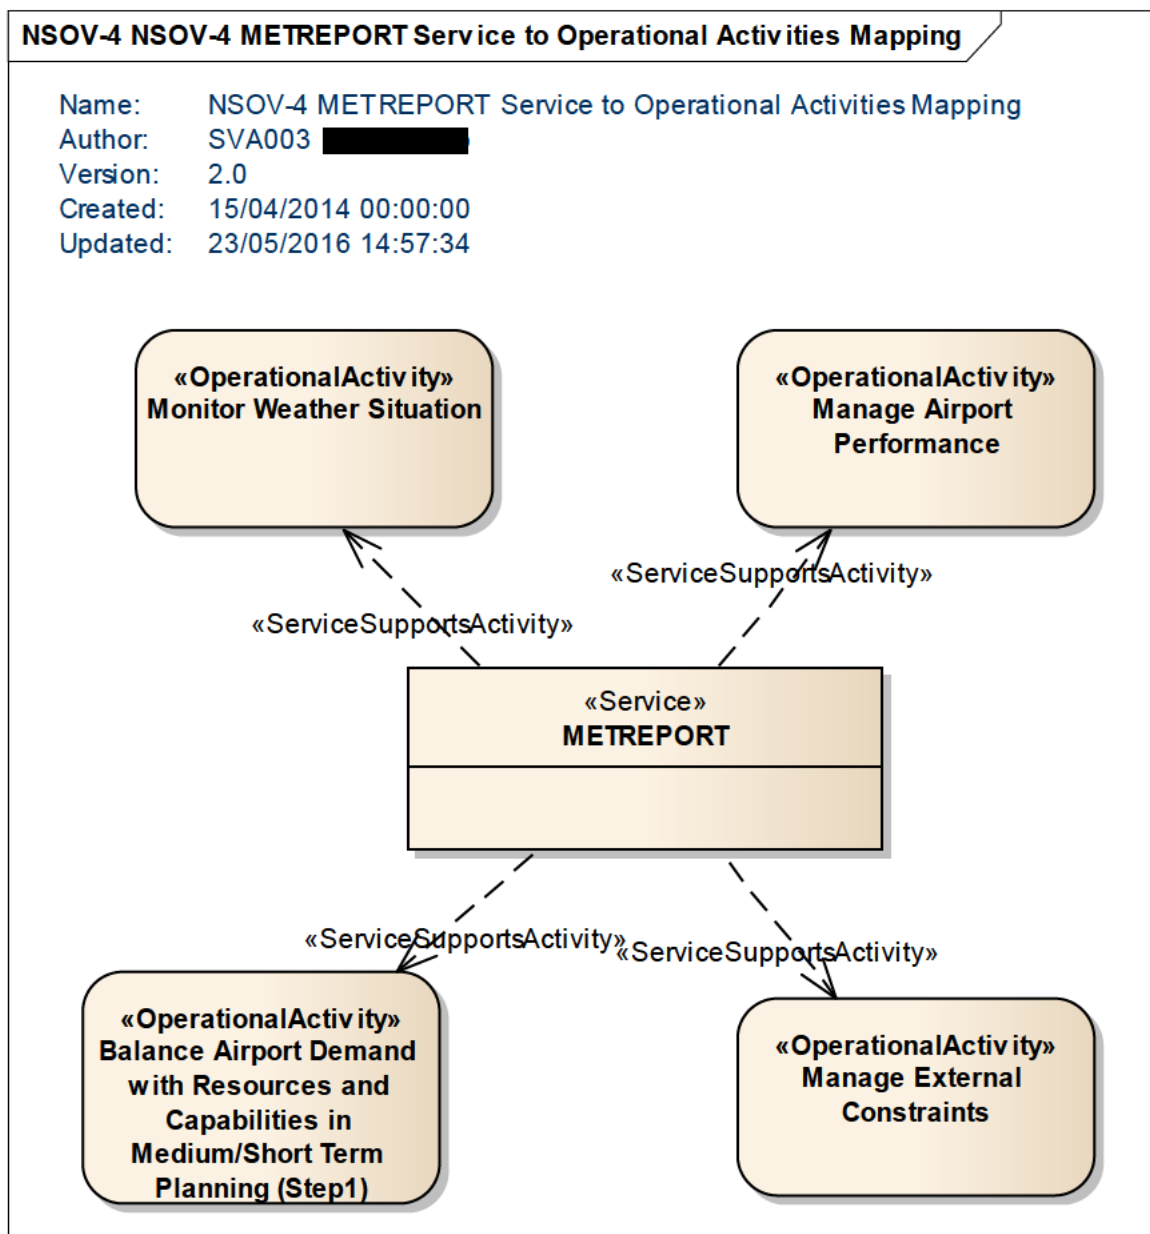 NSOV-4 NSOV-4 METREPORT Service to Operational Activities Mapping
Name: NSOV-4 METREPORT Service to Operational Activities Mapping
Author: SVA003
Version: 2.0
Created: 15/04/2014 00:00:00
Updated: 23/05/2016 14:57:34
«OperationalActivity»
Monitor Weather Situation
«OperationalActivity»
Manage Airport
Performance
«ServiceSupportsActivity»
«ServiceSupportsActivity»
«Service»
METREPORT
«ServiceSupportsActivity»
«ServiceSupportsActivity»
«OperationalActivity»
Balance Airport Demand
with Resources and
Capabilities in
Medium/Short Term
Planning (Step1)
«OperationalActivity»
Manage External
Constraints